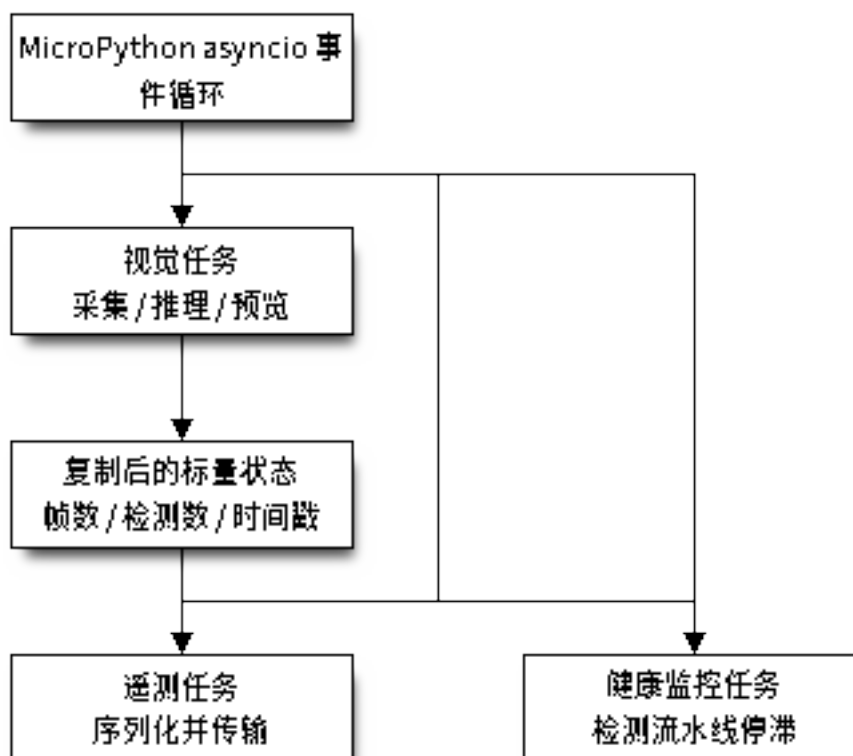 MicroPython asyncio 事
件循环
视觉任务
采集/推理/预览
复制后的标量状态
帧数/检测数/时间戳
遥测任务
序列化并传输
健康监控任务
检测流水线停滞